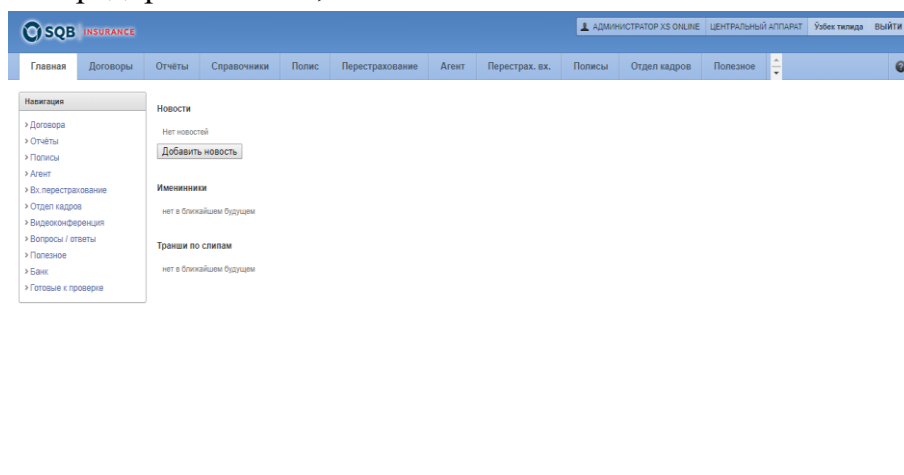 SQB INSURANCE
АДМИНИСТРАТОР XS ONLINE ЦЕНТРАЛЬНЫЙ АППАРАТ Ўзбек тилида ВЫЙТИ
Главная Договоры Отчёты Справочники Полис Перестрахование Агент Перестрах. вх. Полисы Отдел кадров Полезное
Навигация
› Договора
› Отчёты
› Полисы
› Агент
› Вх.перестрахование
› Отдел кадров
› Видеоконференция
› Вопросы / ответы
› Полезное
› Банк
› Готовые к проверке
Новости
Нет новостей
Добавить новость
Именинники
нет в ближайшем будущем
Транши по слипам
нет в ближайшем будущем